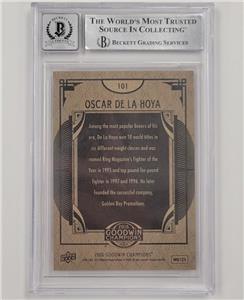 THE WORLD'S MOST TRUSTED
SOURCE IN COLLECTING™
BECKETT GRADING SERVICES
101
OSCAR DE LA HOYA
Among the most popular boxers of his
era, De La Hoya won 10 world titles in
six different weight classes and was
named Ring Magazine's Fighter of the
Year in 1995 and top pound for pound
fighter in 1997 and 1998. He later
founded the successful company,
Golden Boy Promotions.
GOODWIN
CHAMPIONS
GOODWIN CHAMPIONS